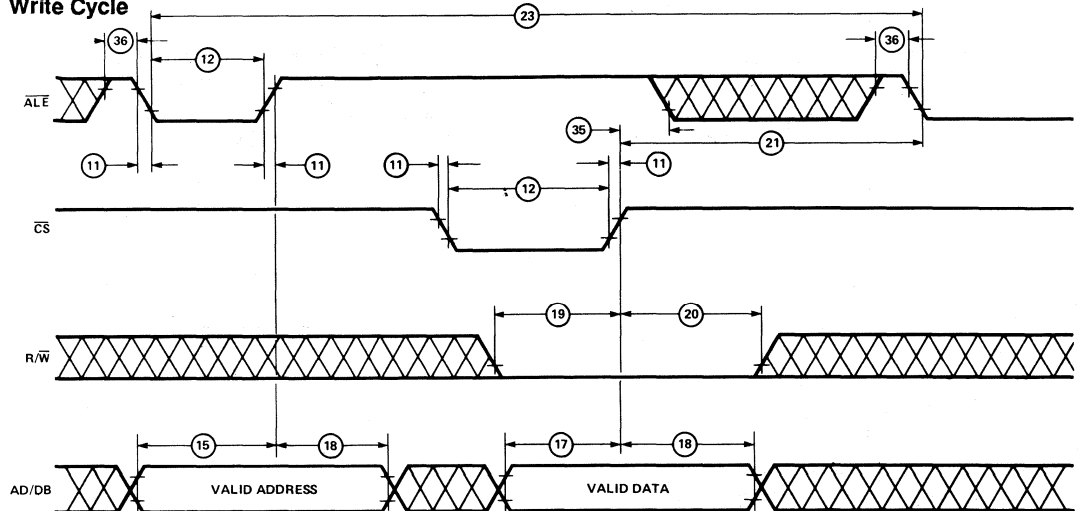 Write Cycle
23
36
12
36
ALE
35
21
11
11
11
11
12
CS
19
20
R/W
15
18
17
18
AD/DB
VALID ADDRESS
VALID DATA